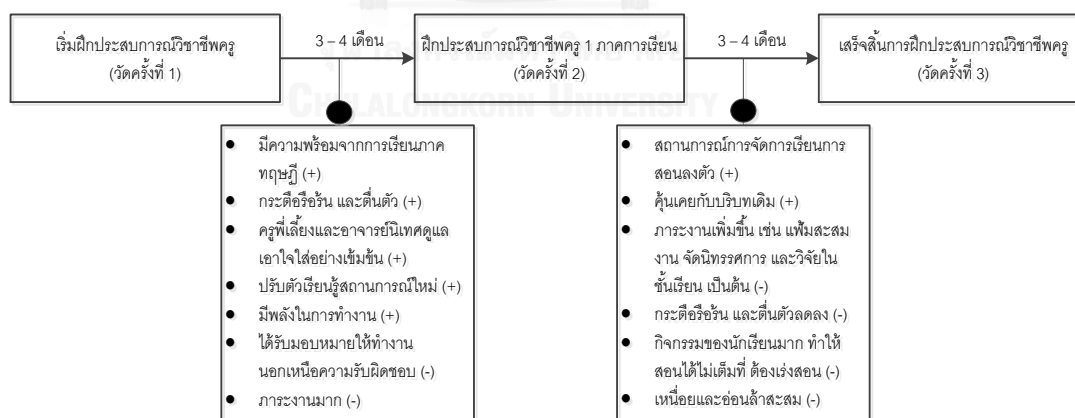 เริ่มฝึกประสบการณ์วิชาชีพครู
(วัดครั้งที่ 1)
3 – 4 เดือน
ฝึกประสบการณ์วิชาชีพครู 1 ภาคการเรียน
(วัดครั้งที่ 2)
3 – 4 เดือน
เสร็จสิ้นการฝึกประสบการณ์วิชาชีพครู
(วัดครั้งที่ 3)
CHULALONGKORN UNIVERSITY
● มีความพร้อมจากการเรียนภาค
ทฤษฎี (+)
● กระตือรือร้น และตื่นตัว (+)
● ครูพี่เลี้ยงและอาจารย์นิเทศดูแล
เอาใจใส่อย่างเข้มข้น (+)
● ปรับตัวเรียนรู้สถานการณ์ใหม่ (+)
● มีพลังในการทำงาน (+)
● ได้รับมอบหมายให้ทำงาน
นอกเหนือความรับผิดชอบ (-)
● ภาระงานมาก (-)
● สถานการณ์การจัดการเรียนการ
สอนลงตัว (+)
● คุ้นเคยกับบริบทเดิม (+)
● ภาระงานเพิ่มขึ้น เช่น แฟ้มสะสม
งาน จัดนิทรรศการ และวิจัยใน
ชั้นเรียน เป็นต้น (-)
● กระตือรือร้น และตื่นตัวลดลง (-)
● กิจกรรมของนักเรียนมาก ทำให้
สอนได้ไม่เต็มที่ ต้องเร่งสอน (-)
● เหนื่อยและอ่อนล้าสะสม (-)